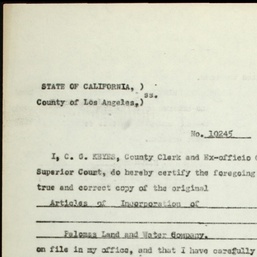 STATE OF CALIFORNIA, )
SS.
County of Los Angeles,)
No. 10245
I, C. G. KEYES, County Clerk and Ex-officio
Superior Court, do hereby certify the foregoing
true and correct copy of the original
Articles of Incorporation of
Palomas Land and Water Company.
on file in my office, and that I have carefully